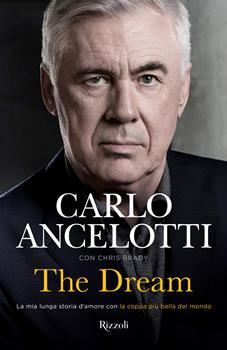 CARLO
ANCELOTTI
CON CHRIS BRADY
The Dream
La mia lunga storia d'amore con la coppa più bella del mondo
Rizzoli